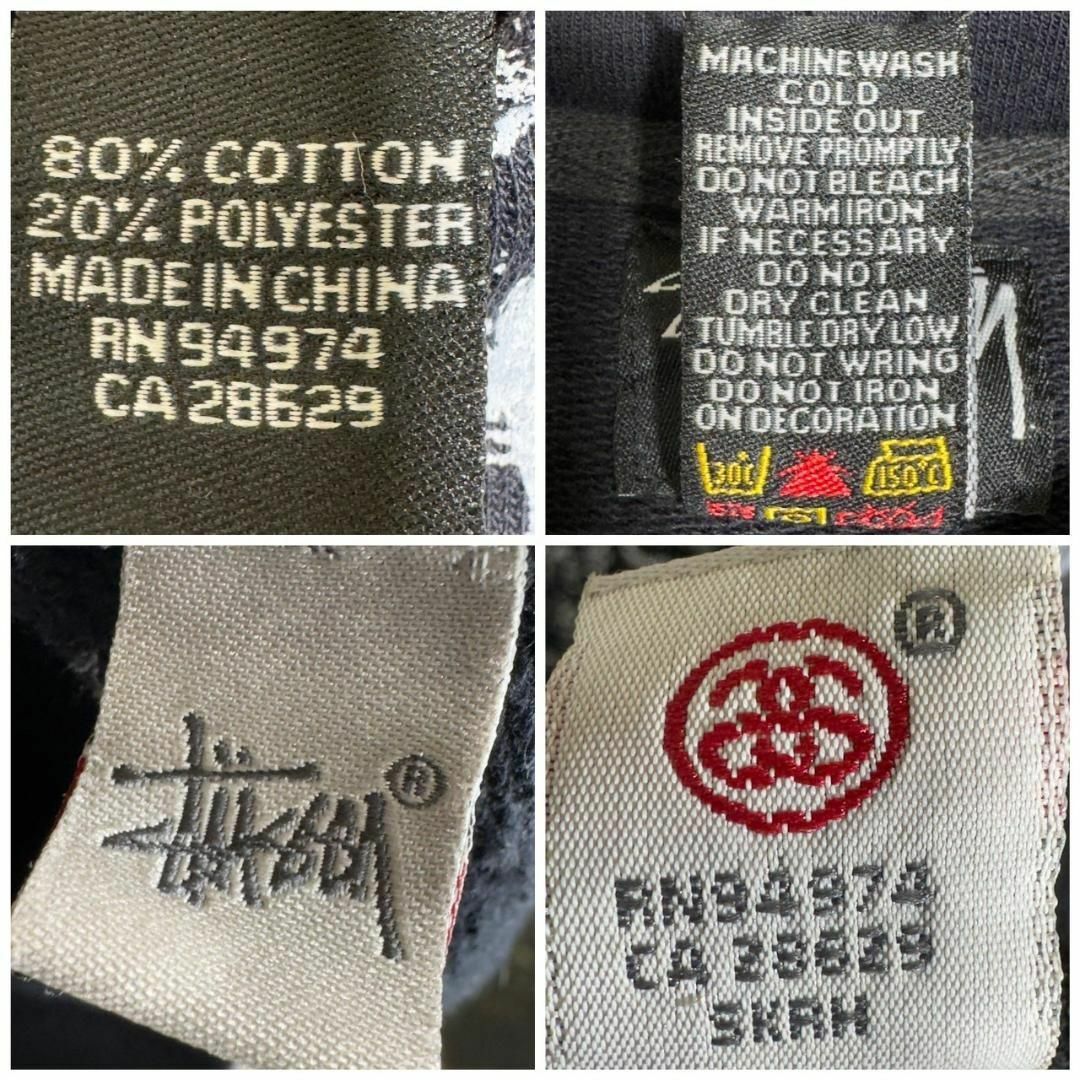 80% COTTON
20% POLYESTER
MADE IN CHINA
RN 94974
CA 28629
MACHINE WASH
COLD
INSIDE OUT
REMOVE PROMPTLY
DO NOT BLEACH
WARM IRON
IF NECESSARY
DO NOT
DRY CLEAN
TUMBLE DRY LOW
DO NOT WRING
DO NOT IRON
ON DECORATION
30°C 150°C
Stüssy ®
®
RN94974
CA 28629
SKAH